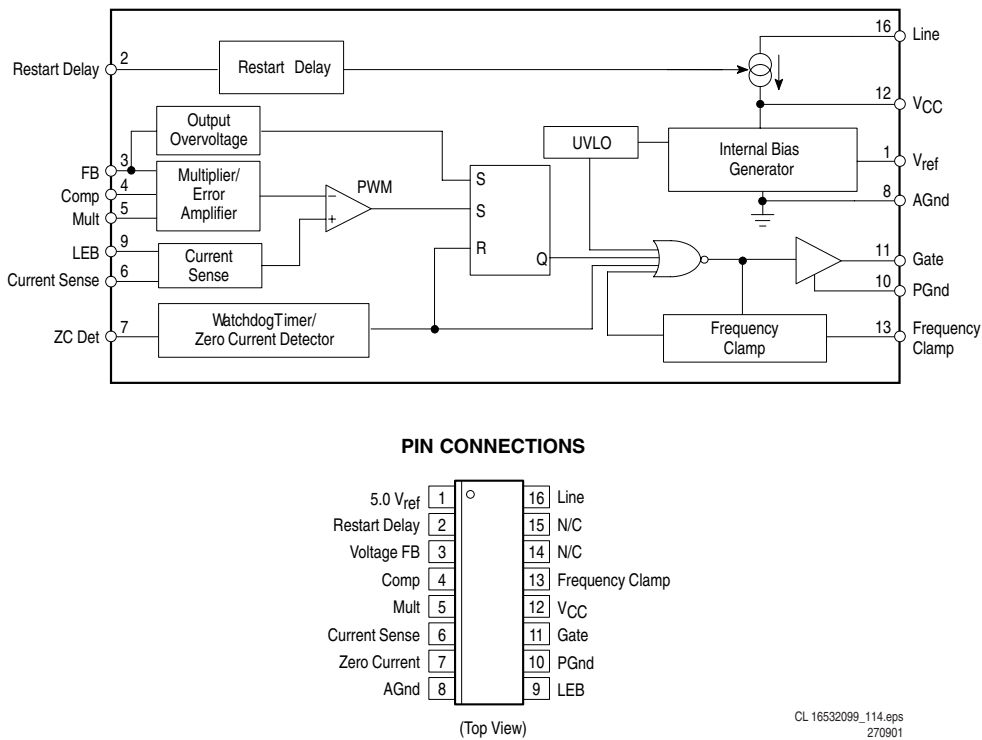 16 Line
2
Restart Delay
Restart Delay
12 VCC
Output
Overvoltage
UVLO
Internal Bias
Generator
1 Vref
FB 3
Comp 4
Mult 5
Multiplier/
Error
Amplifier
PWM
−
+
S
S
R
Q
8 AGnd
LEB 9
Current Sense 6
Current
Sense
11 Gate
10 PGnd
ZC Det 7
WatchdogTimer/
Zero Current Detector
Frequency
Clamp
13 Frequency
Clamp
PIN CONNECTIONS
5.0 Vref 1 16 Line
Restart Delay 2 15 N/C
Voltage FB 3 14 N/C
Comp 4 13 Frequency Clamp
Mult 5 12 VCC
Current Sense 6 11 Gate
Zero Current 7 10 PGnd
AGnd 8 9 LEB
(Top View)
CL 16532099_114.eps
270901